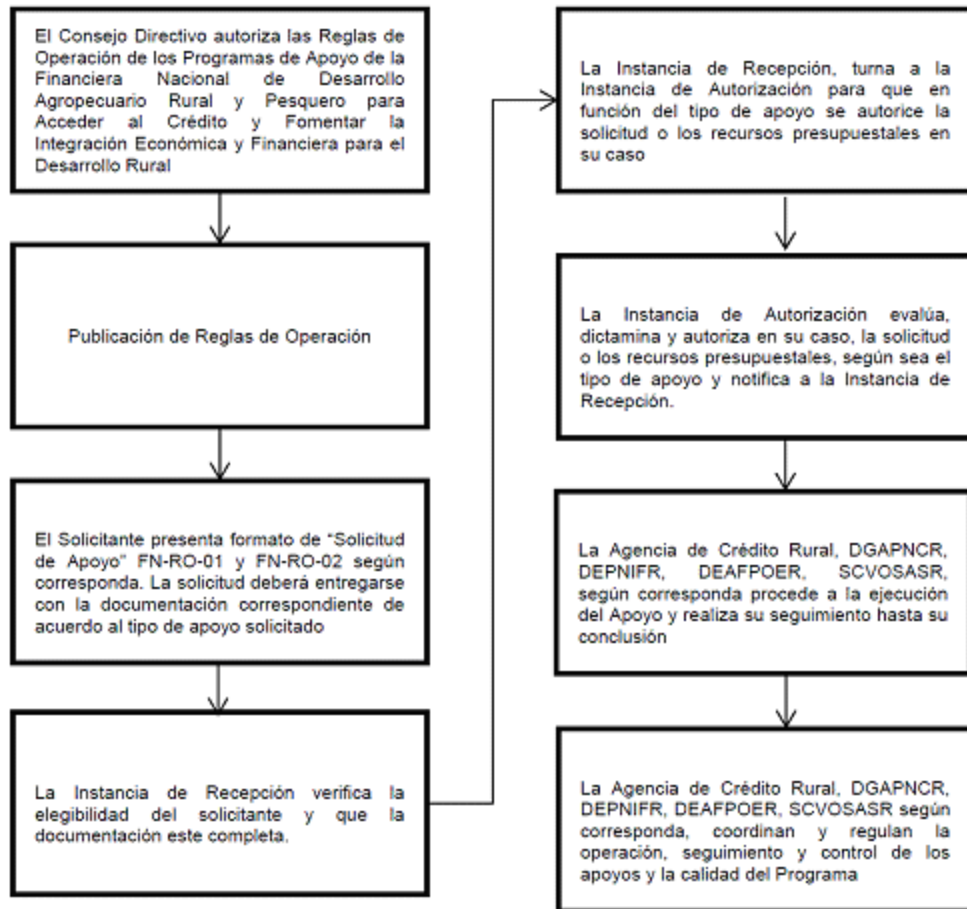 El Consejo Directivo autoriza las Reglas de
Operación de los Programas de Apoyo de la
Financiera Nacional de Desarrollo
Agropecuario Rural y Pesquero para
Acceder al Crédito y Fomentar la
Integración Económica y Financiera para el
Desarrollo Rural
Publicación de Reglas de Operación
El Solicitante presenta formato de "Solicitud
de Apoyo" FN-RO-01 y FN-RO-02 según
corresponda. La solicitud deberá entregarse
con la documentación correspondiente de
acuerdo al tipo de apoyo solicitado
La Instancia de Recepción verifica la
elegibilidad del solicitante y que la
documentación este completa.
La Instancia de Recepción, turna a la
Instancia de Autorización para que en
función del tipo de apoyo se autorice la
solicitud o los recursos presupuestales en
su caso
La Instancia de Autorización evalúa,
dictamina y autoriza en su caso, la solicitud
o los recursos presupuestales, según sea el
tipo de apoyo y notifica a la Instancia de
Recepción.
La Agencia de Crédito Rural, DGAPNCR,
DEPNIFR, DEAFPOER, SCVOSASR,
según corresponda procede a la ejecución
del Apoyo y realiza su seguimiento hasta su
conclusión
La Agencia de Crédito Rural, DGAPNCR,
DEPNIFR, DEAFPOER, SCVOSASR según
corresponda, coordinan y regulan la
operación, seguimiento y control de los
apoyos y la calidad del Programa